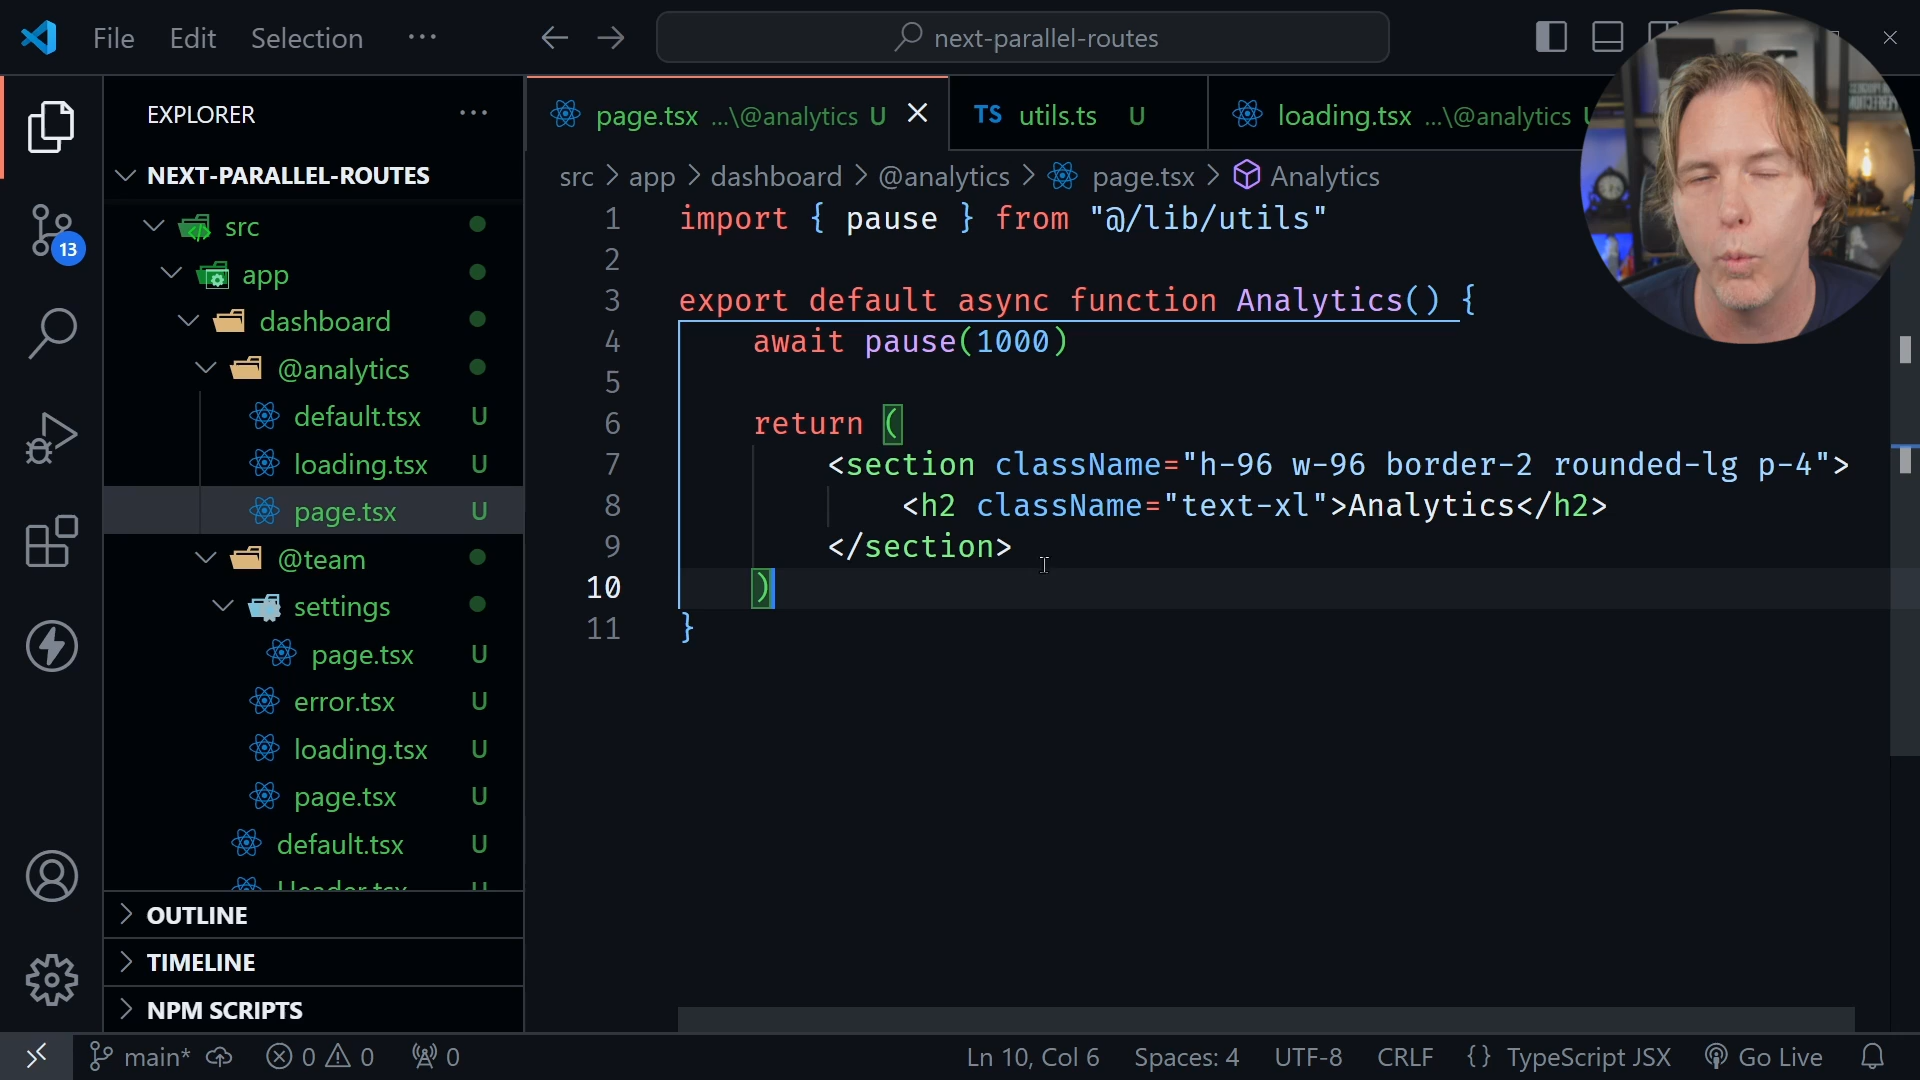 File Edit Selection ···
next-parallel-routes
EXPLORER ···
NEXT-PARALLEL-ROUTES
src
app
dashboard
@analytics
default.tsx U
loading.tsx U
page.tsx U
@team
settings
page.tsx U
error.tsx U
loading.tsx U
page.tsx U
default.tsx U
Header.tsx U
OUTLINE
TIMELINE
NPM SCRIPTS
13
page.tsx ...\@analytics U
TS utils.ts U
loading.tsx ...\@analytics U
src > app > dashboard > @analytics > page.tsx > Analytics
1 import { pause } from "@/lib/utils"
2
3 export default async function Analytics() {
4 await pause(1000)
5
6 return (
7 <section className="h-96 w-96 border-2 rounded-lg p-4">
8 <h2 className="text-xl">Analytics</h2>
9 </section>
10 )
11 }
main* 0 0 0
Ln 10, Col 6 Spaces: 4 UTF-8 CRLF {} TypeScript JSX Go Live